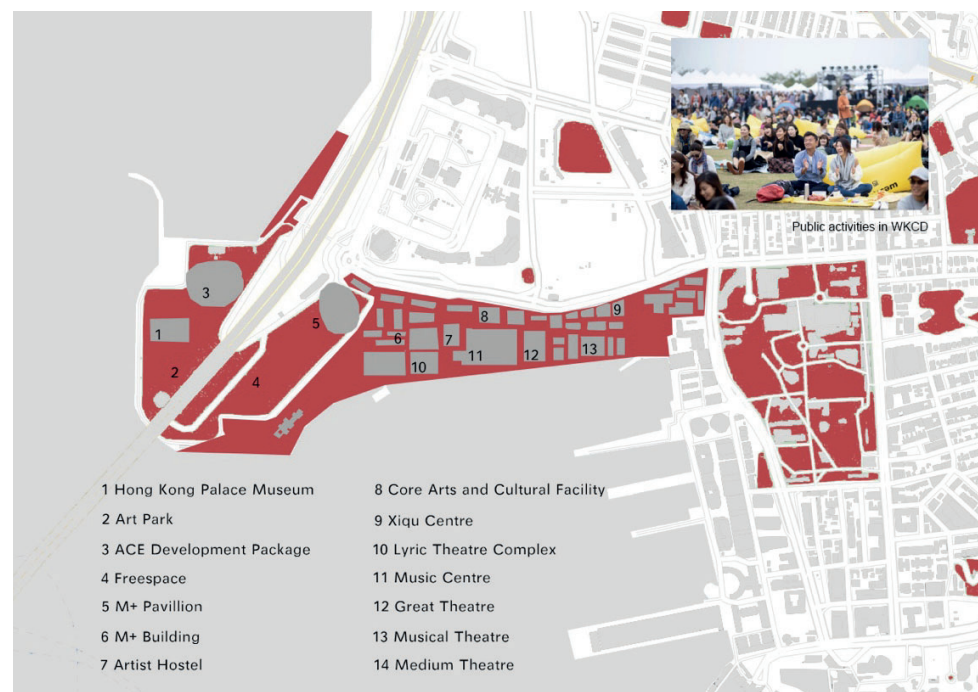 Public activities in WKCD
3
1
2
5
4
6
10
7
11
8
12
13
9
1 Hong Kong Palace Museum
2 Art Park
3 ACE Development Package
4 Freespace
5 M+ Pavillion
6 M+ Building
7 Artist Hostel
8 Core Arts and Cultural Facility
9 Xiqu Centre
10 Lyric Theatre Complex
11 Music Centre
12 Great Theatre
13 Musical Theatre
14 Medium Theatre